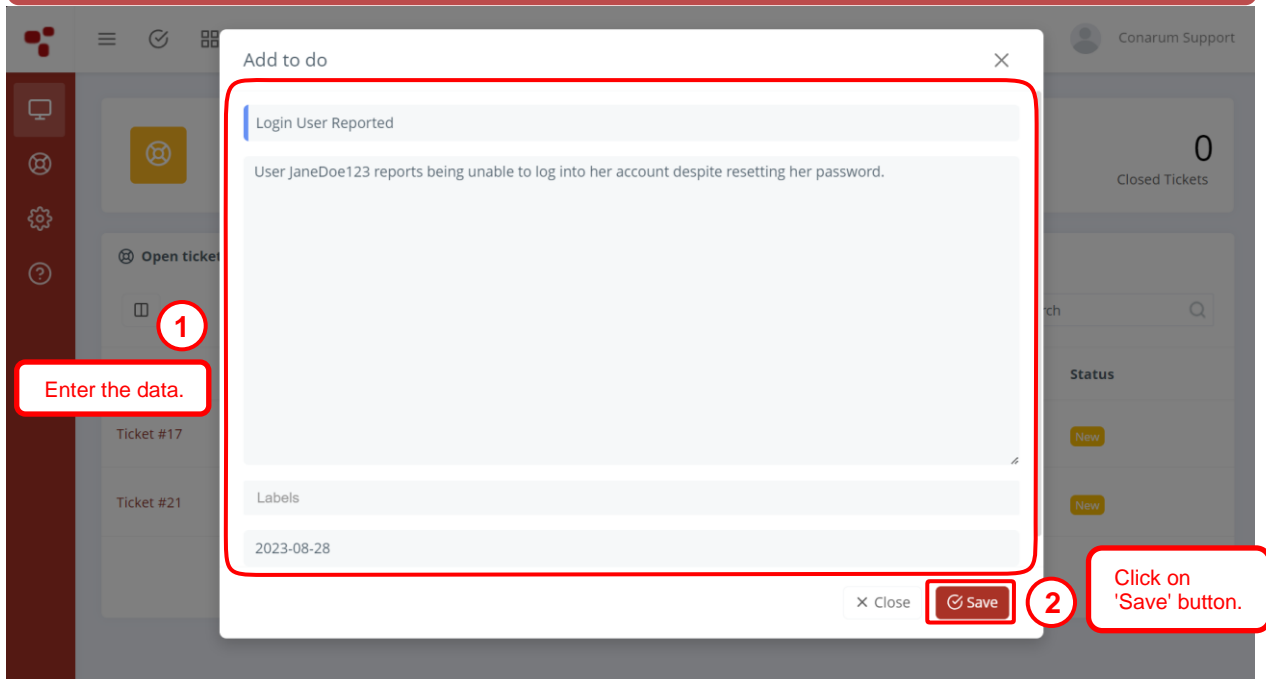 Conarum Support
Add to do
Login User Reported
User JaneDoe123 reports being unable to log into her account despite resetting her password.
0
Closed Tickets
Open ticket
1
rch
Enter the data.
Status
Ticket #17
New
Labels
Ticket #21
New
2023-08-28
Close
Save
2
Click on
'Save' button.